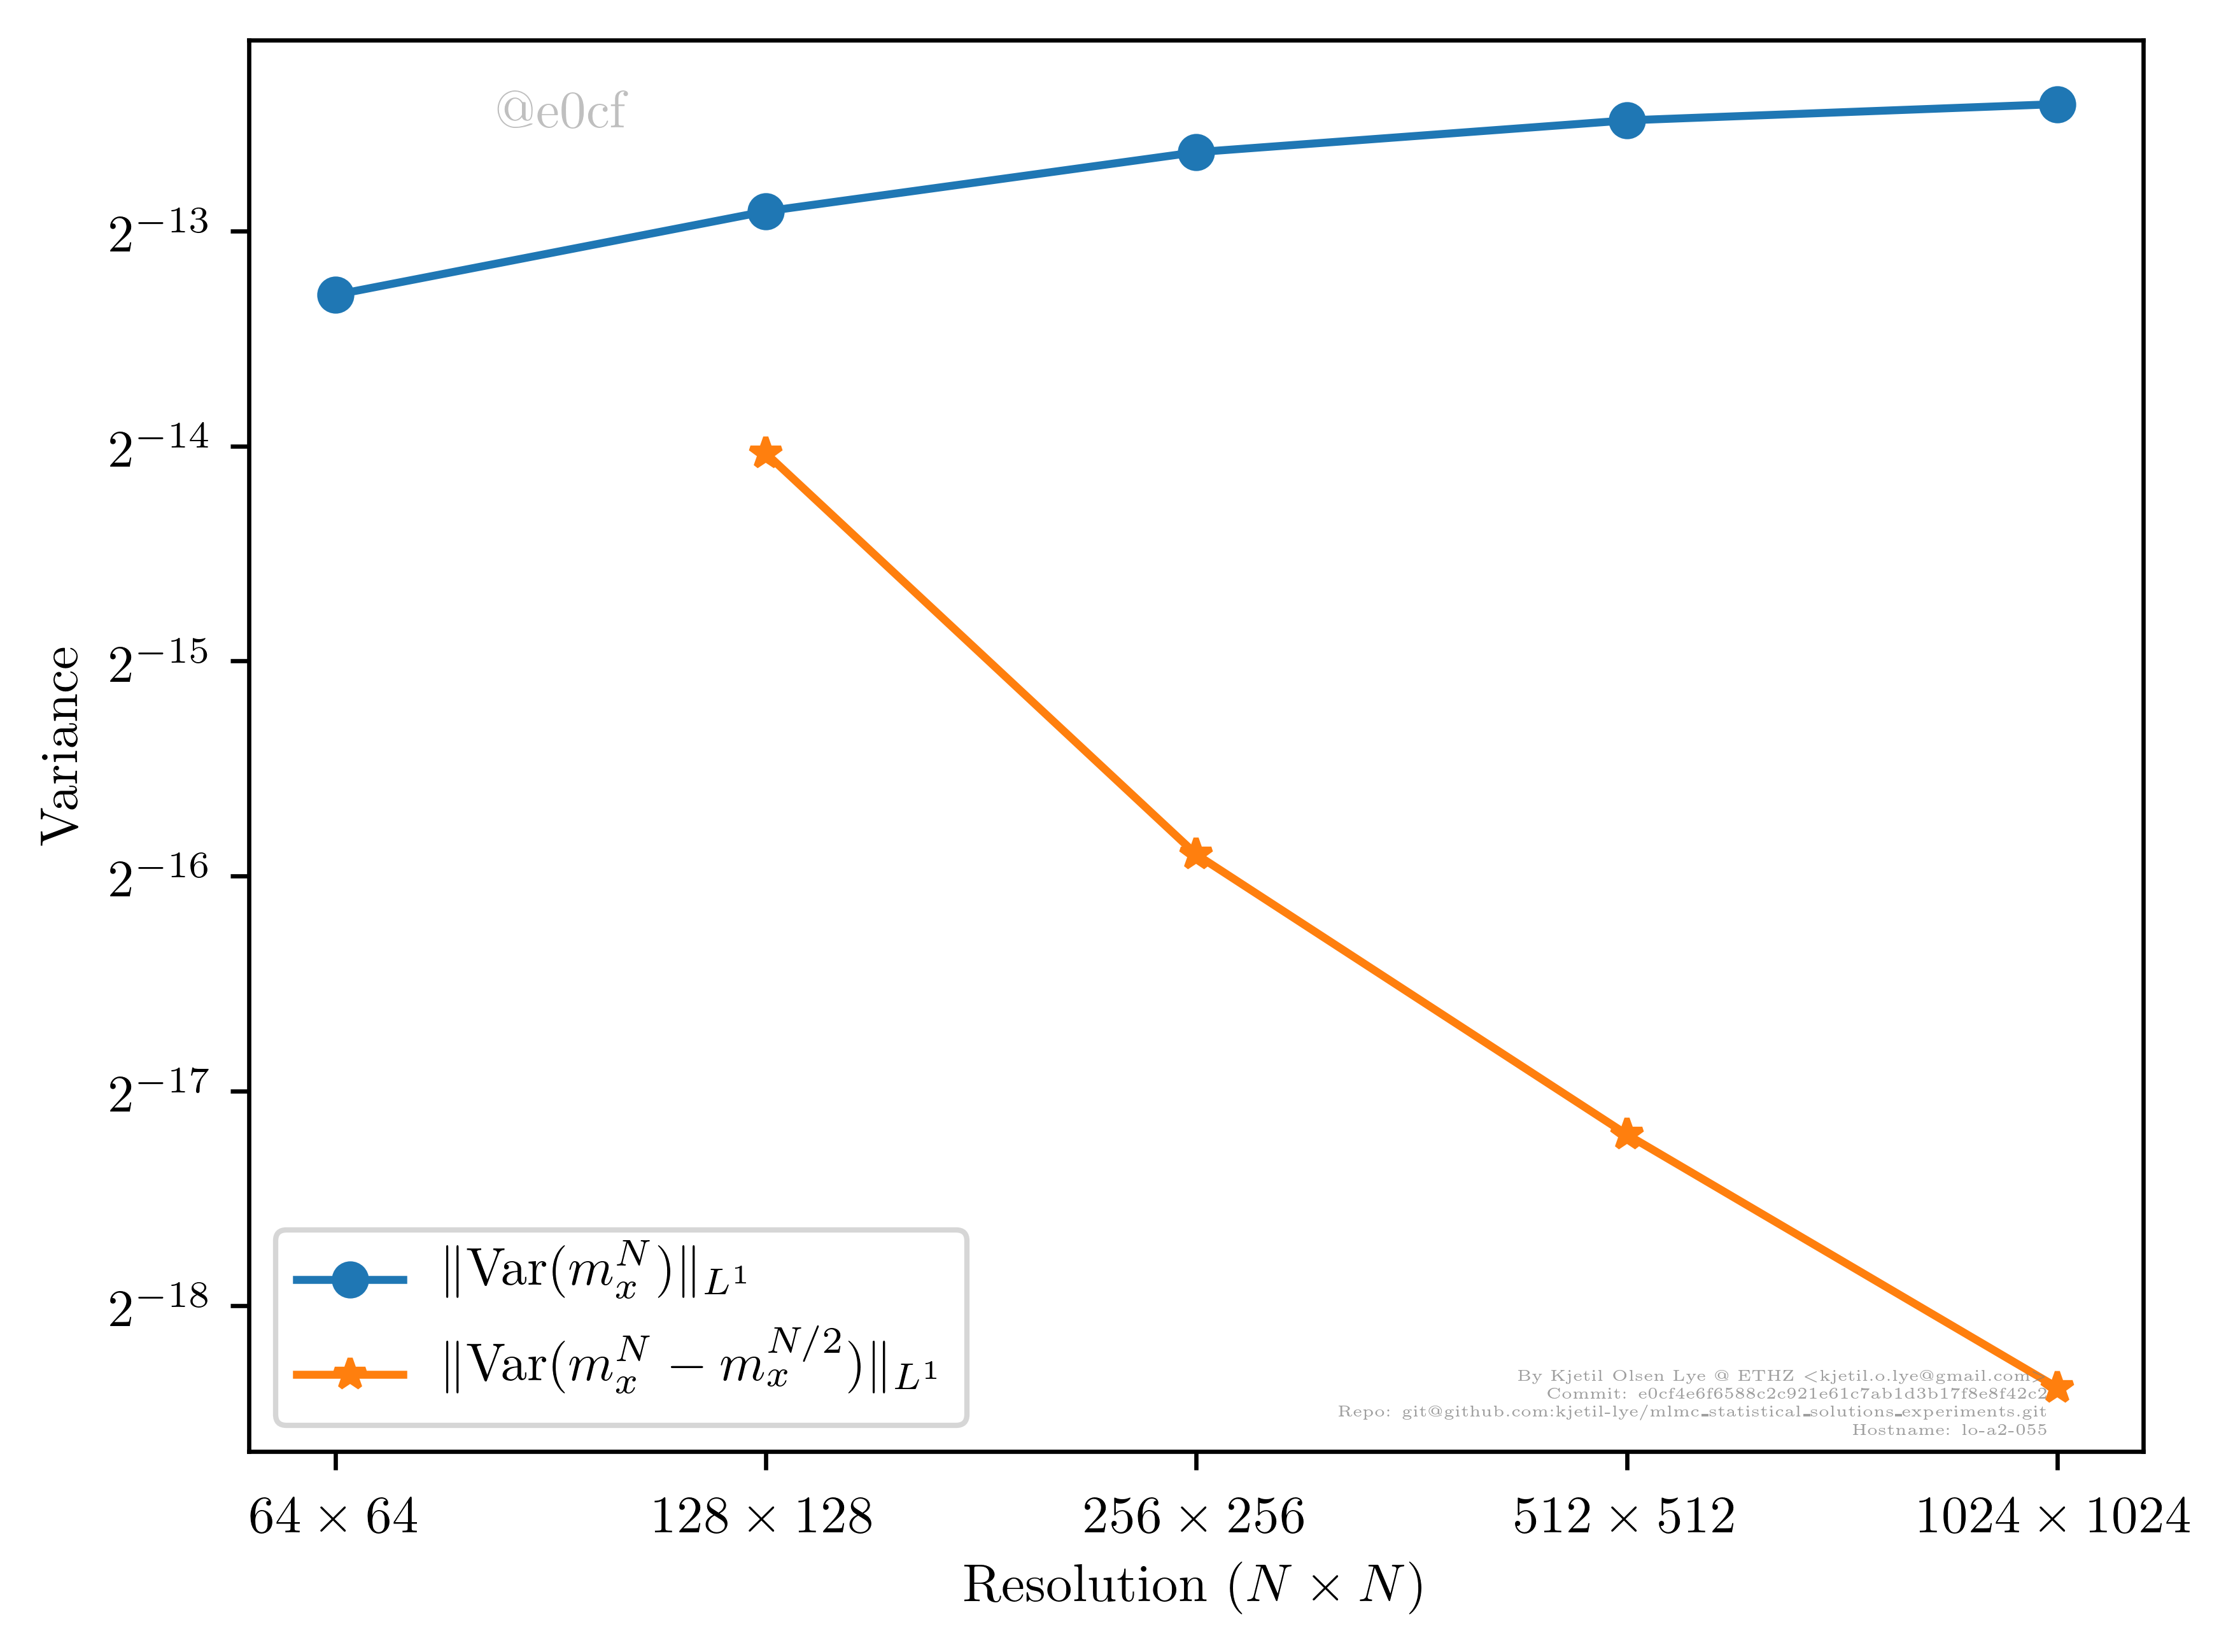 @e0cf
2^{-13}
2^{-14}
2^{-15}
2^{-16}
2^{-17}
2^{-18}
Variance
‖Var(m_x^N)‖_{L^1}
‖Var(m_x^N − m_x^{N/2})‖_{L^1}
By Kjetil Olsen Lye @ ETHZ <kjetil.o.lye@gmail.com>
Commit: e0cf4e6f6588c2c921e61c7ab1d3b17f8e8f42c2
Repo: git@github.com:kjetil-lye/mlmc_statistical_solutions_experiments.git
Hostname: lo-a2-055
64 × 64
128 × 128
256 × 256
512 × 512
1024 × 1024
Resolution (N × N)